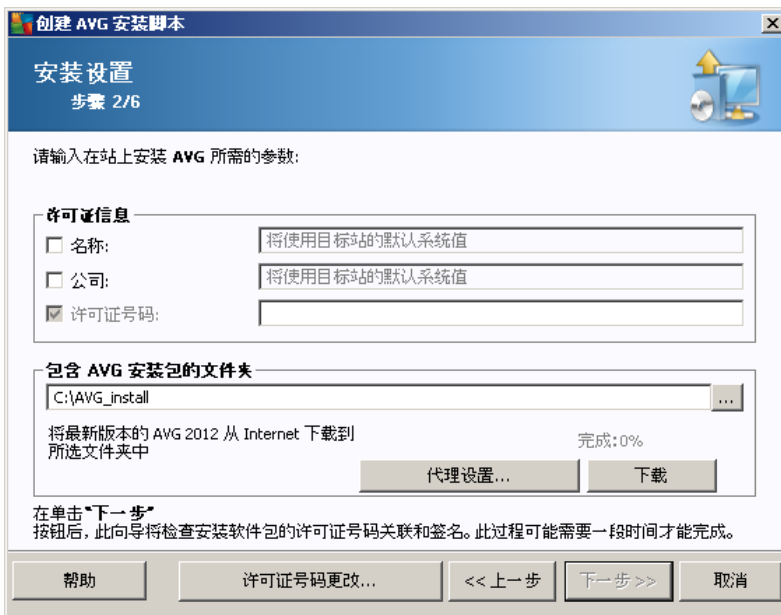 创建 AVG 安装脚本
安装设置
步骤 2/6
请输入在站上安装 AVG 所需的参数:
许可证信息
名称:
将使用目标站的默认系统值
公司:
将使用目标站的默认系统值
许可证号码:
包含 AVG 安装包的文件夹
C:\AVG_install
...
将最新版本的 AVG 2012 从 Internet 下载到
所选文件夹中
完成:0%
代理设置...
下载
在单击“下一步”
按钮后，此向导将检查安装软件包的许可证号码关联和签名。此过程可能需要一段时间才能完成。
帮助
许可证号码更改...
<< 上一步
下一步 >>
取消